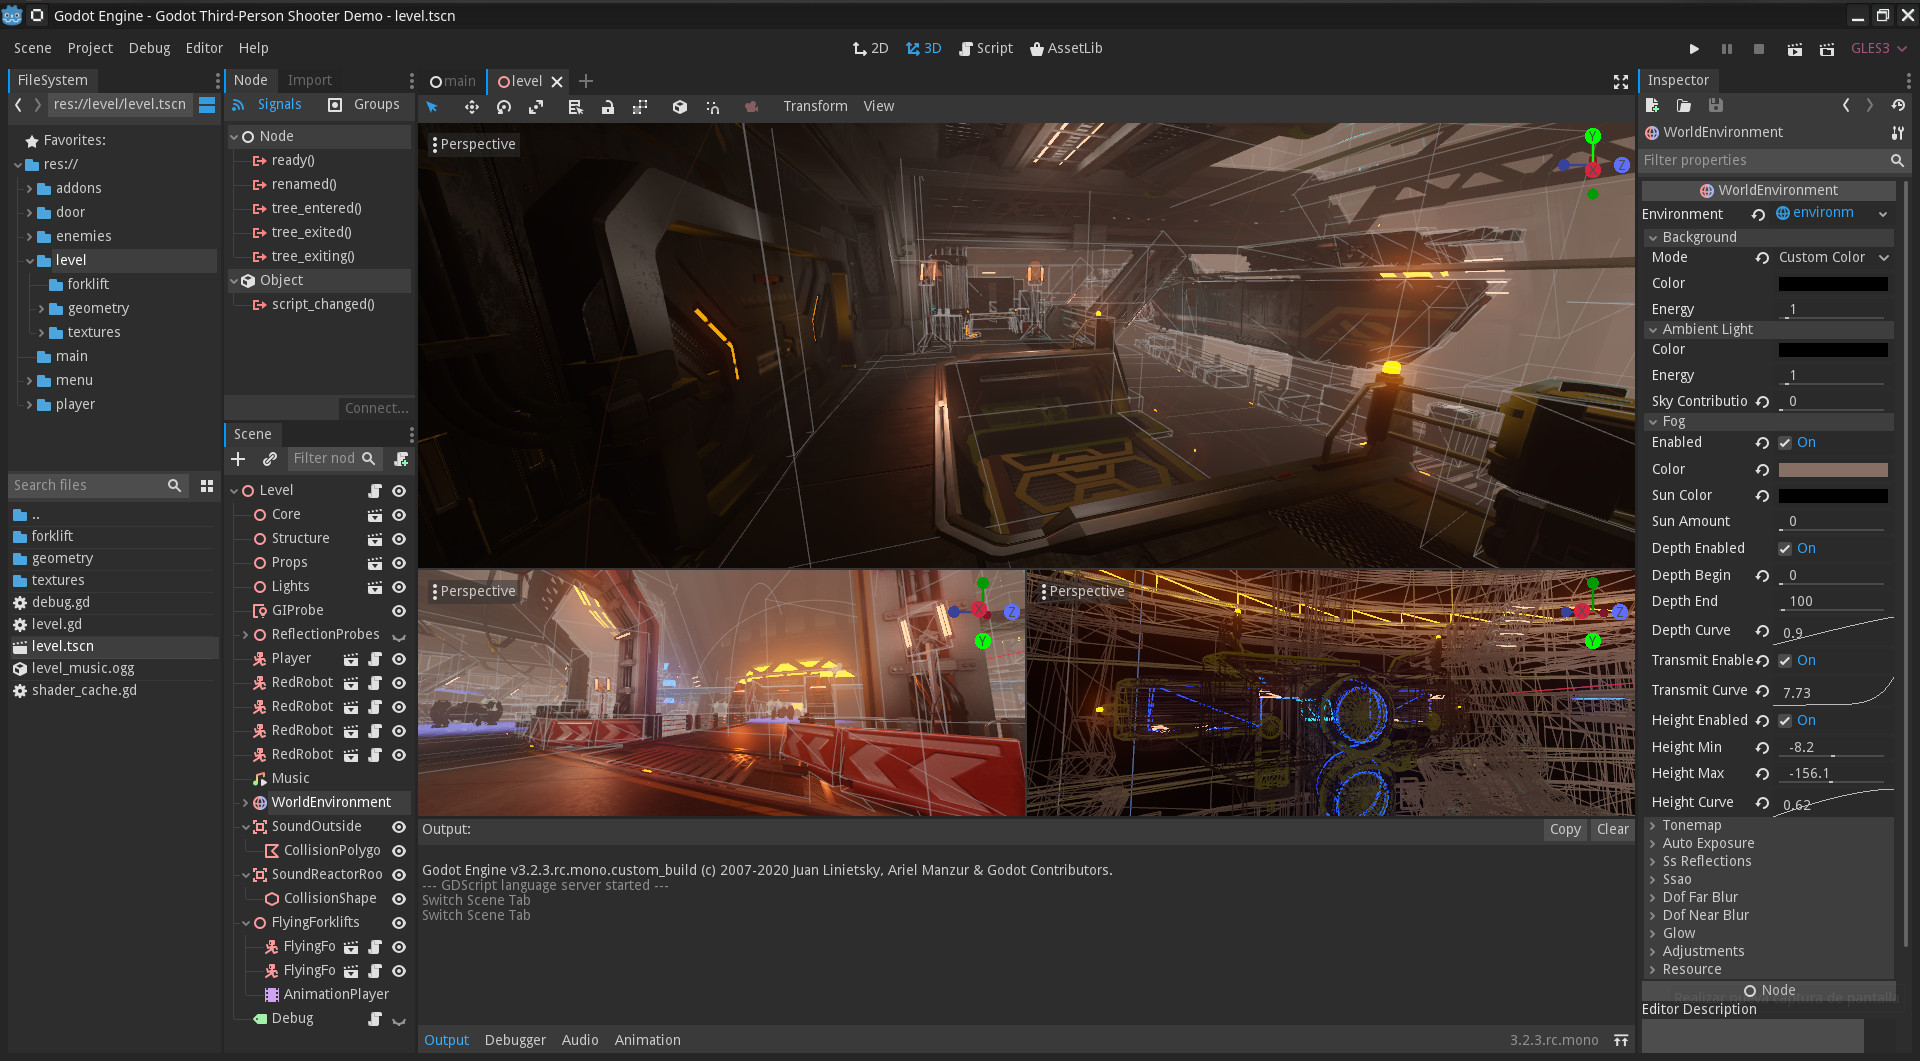 Godot Engine - Godot Third-Person Shooter Demo - level.tscn
Scene Project Debug Editor Help
2D 3D Script AssetLib
GLES3
FileSystem
res://level/level.tscn
Favorites:
res://
addons
door
enemies
level
forklift
geometry
textures
main
menu
player
Search files
..
forklift
geometry
textures
debug.gd
level.gd
level.tscn
level_music.ogg
shader_cache.gd
Node Import
Signals Groups
Node
ready()
renamed()
tree_entered()
tree_exited()
tree_exiting()
Object
script_changed()
Connect...
Scene
Filter nod
Level
Core
Structure
Props
Lights
GIProbe
ReflectionProbes
Player
RedRobot
RedRobot
RedRobot
RedRobot
Music
WorldEnvironment
SoundOutside
CollisionPolygo
SoundReactorRoo
CollisionShape
FlyingForklifts
FlyingFo
FlyingFo
AnimationPlayer
Debug
main level
Transform View
Perspective
Y
X
Z
Perspective
X
Z
Y
Perspective
X
Z
Y
Output:
Copy Clear
Godot Engine v3.2.3.rc.mono.custom_build (c) 2007-2020 Juan Linietsky, Ariel Manzur & Godot Contributors.
--- GDScript language server started ---
Switch Scene Tab
Switch Scene Tab
Output Debugger Audio Animation
3.2.3.rc.mono
Inspector
WorldEnvironment
Filter properties
WorldEnvironment
Environment environm
Background
Mode Custom Color
Color
Energy 1
Ambient Light
Color
Energy 1
Sky Contributio 0
Fog
Enabled On
Color
Sun Color
Sun Amount 0
Depth Enabled On
Depth Begin 0
Depth End 100
Depth Curve 0.9
Transmit Enable On
Transmit Curve 7.73
Height Enabled On
Height Min -8.2
Height Max -156.1
Height Curve 0.62
Tonemap
Auto Exposure
Ss Reflections
Ssao
Dof Far Blur
Dof Near Blur
Glow
Adjustments
Resource
Node
Editor Description